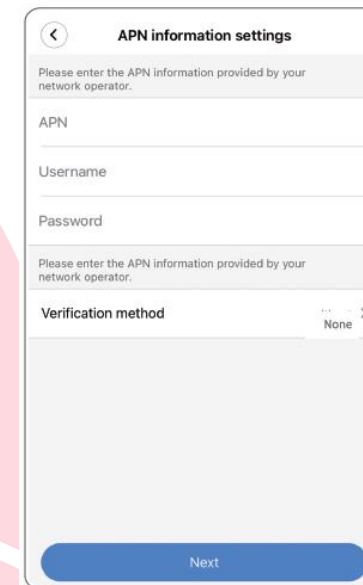 APN information settings
Please enter the APN information provided by your
network operator.
APN
Username
Password
Please enter the APN information provided by your
network operator.
Verification method
None
Next